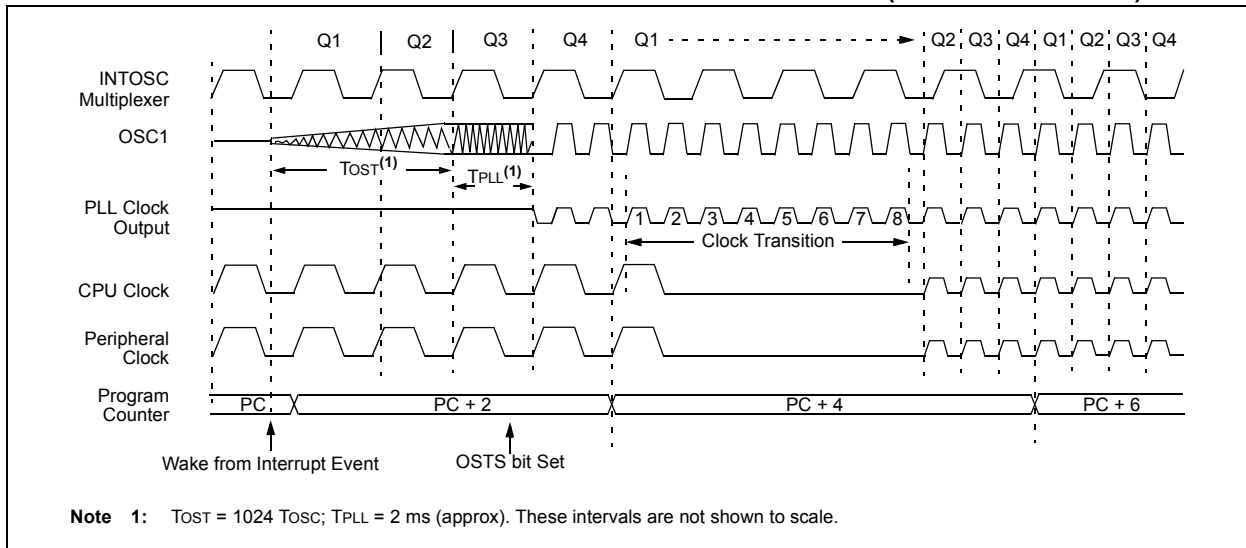 Q1 Q2 Q3 Q4 Q1 Q2 Q3 Q4 Q1 Q2 Q3 Q4
INTOSC
Multiplexer
OSC1
TOST(1)
TPLL(1)
PLL Clock
Output
1 2 3 4 5 6 7 8
Clock Transition
CPU Clock
Peripheral
Clock
Program
Counter
PC PC + 2 PC + 4 PC + 6
Wake from Interrupt Event OSTS bit Set
Note 1: TOST = 1024 TOSC; TPLL = 2 ms (approx). These intervals are not shown to scale.